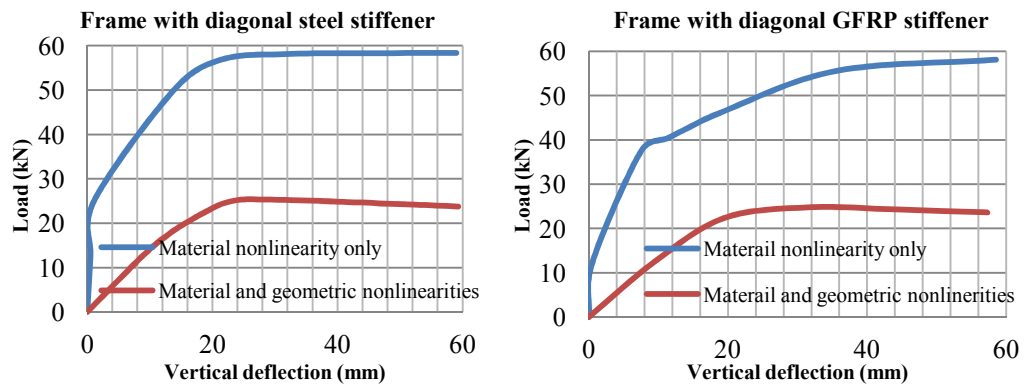 Frame with diagonal steel stiffener
60
50
40
30
20
10
0
Load (kN)
Material nonlinearity only
Material and geometric nonlinearities
0 20 40 60
Vertical deflection (mm)
Frame with diagonal GFRP stiffener
60
50
40
30
20
10
0
Load (kN)
Materail nonlinearity only
Materail and geometric nonlinerities
0 20 40 60
Vertical deflection (mm)